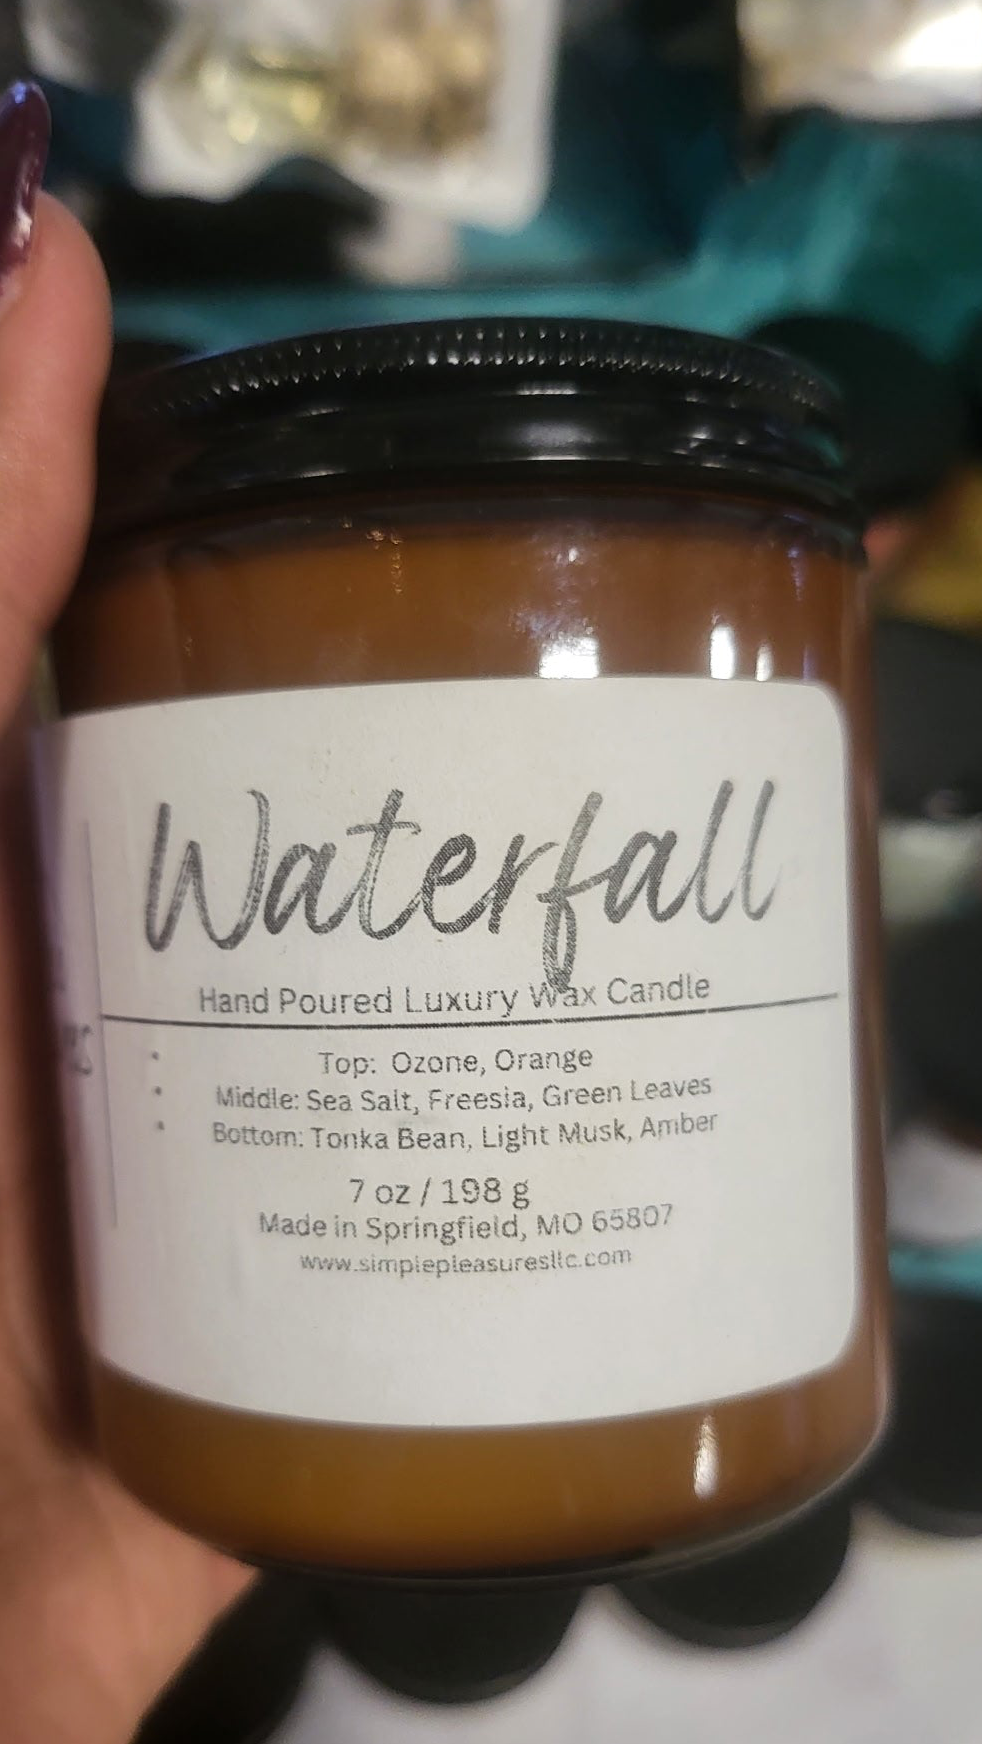 Waterfall
Hand Poured Luxury Wax Candle
Top: Ozone, Orange
Middle: Sea Salt, Freesia, Green Leaves
Bottom: Tonka Bean, Light Musk, Amber
7 oz / 198 g
Made in Springfield, MO 65807
www.simplepleasuresllc.com